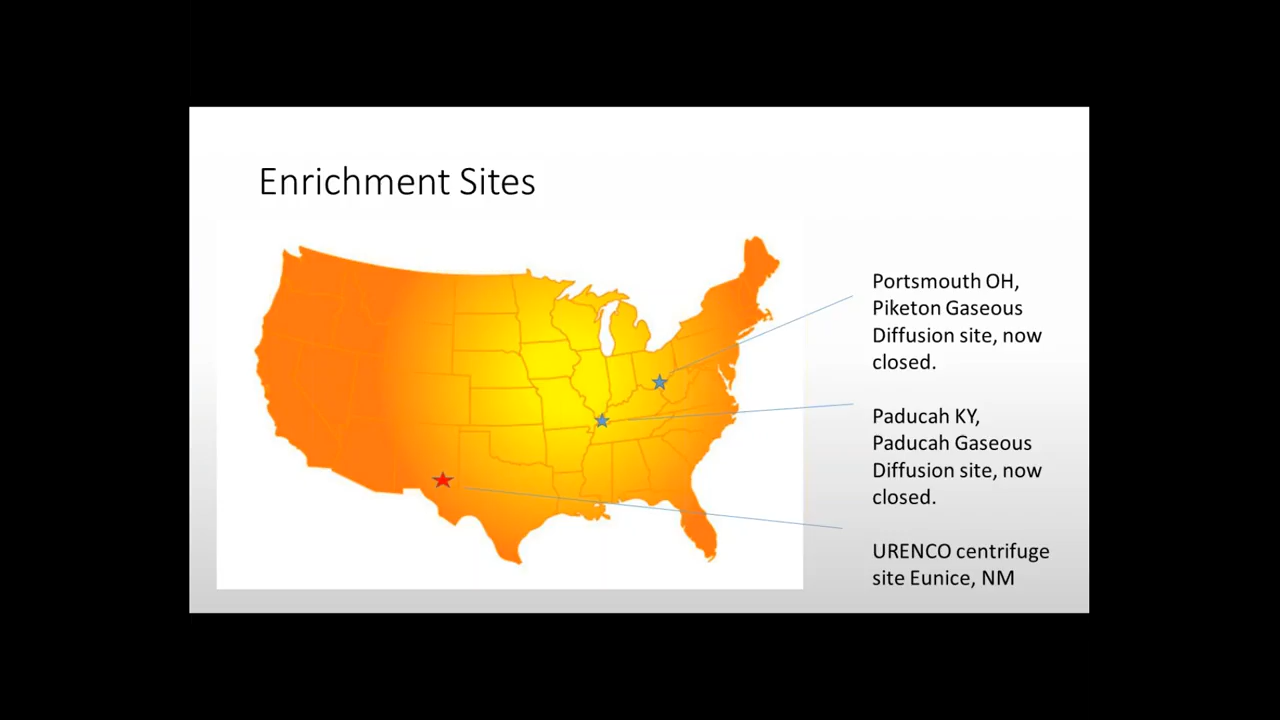 Enrichment Sites
Portsmouth OH,
Piketon Gaseous
Diffusion site, now
closed.
Paducah KY,
Paducah Gaseous
Diffusion site, now
closed.
URENCO centrifuge
site Eunice, NM